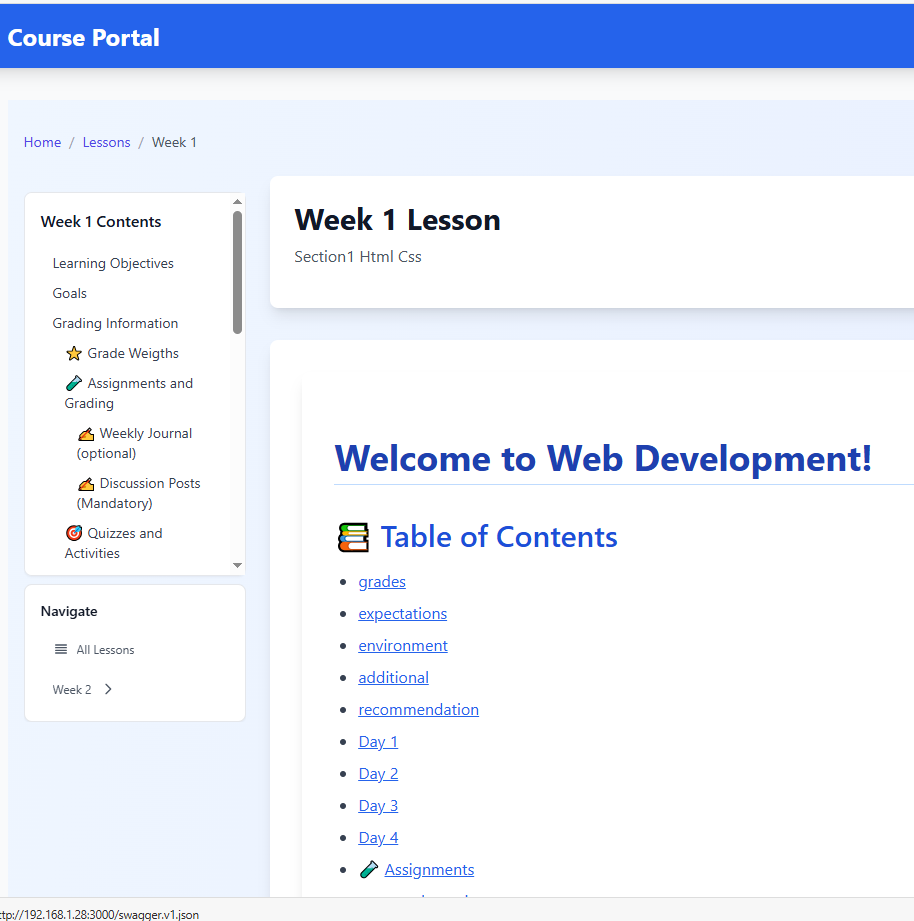 Course Portal
Home / Lessons / Week 1
Week 1 Contents
Learning Objectives
Goals
Grading Information
⭐ Grade Weigths
🧪 Assignments and
Grading
✍️ Weekly Journal
(optional)
✍️ Discussion Posts
(Mandatory)
🎯 Quizzes and
Activities
Navigate
All Lessons
Week 2
Week 1 Lesson
Section1 Html Css
Welcome to Web Development!
📚 Table of Contents
grades
expectations
environment
additional
recommendation
Day 1
Day 2
Day 3
Day 4
🧪 Assignments
ttp://192.168.1.28:3000/swagger.v1.json